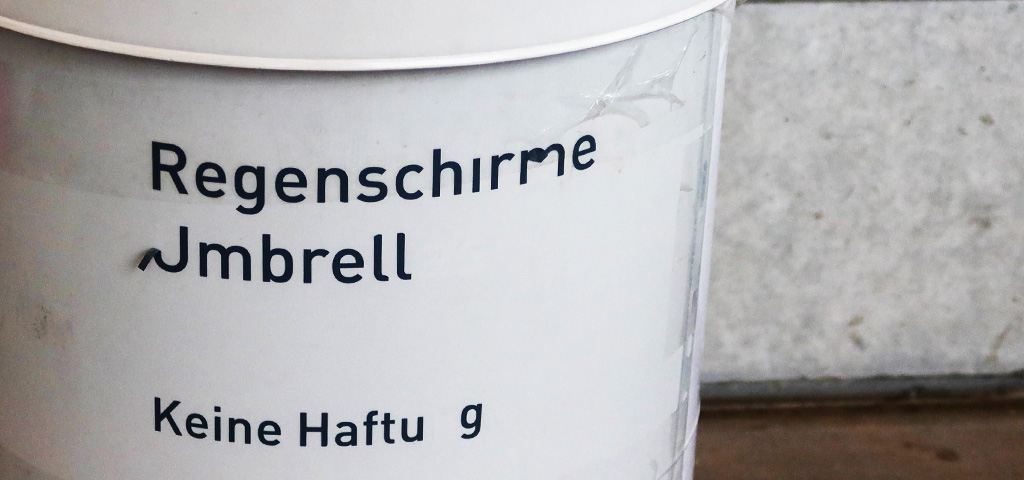 Regenschirme
Umbrell
Keine Haftu g